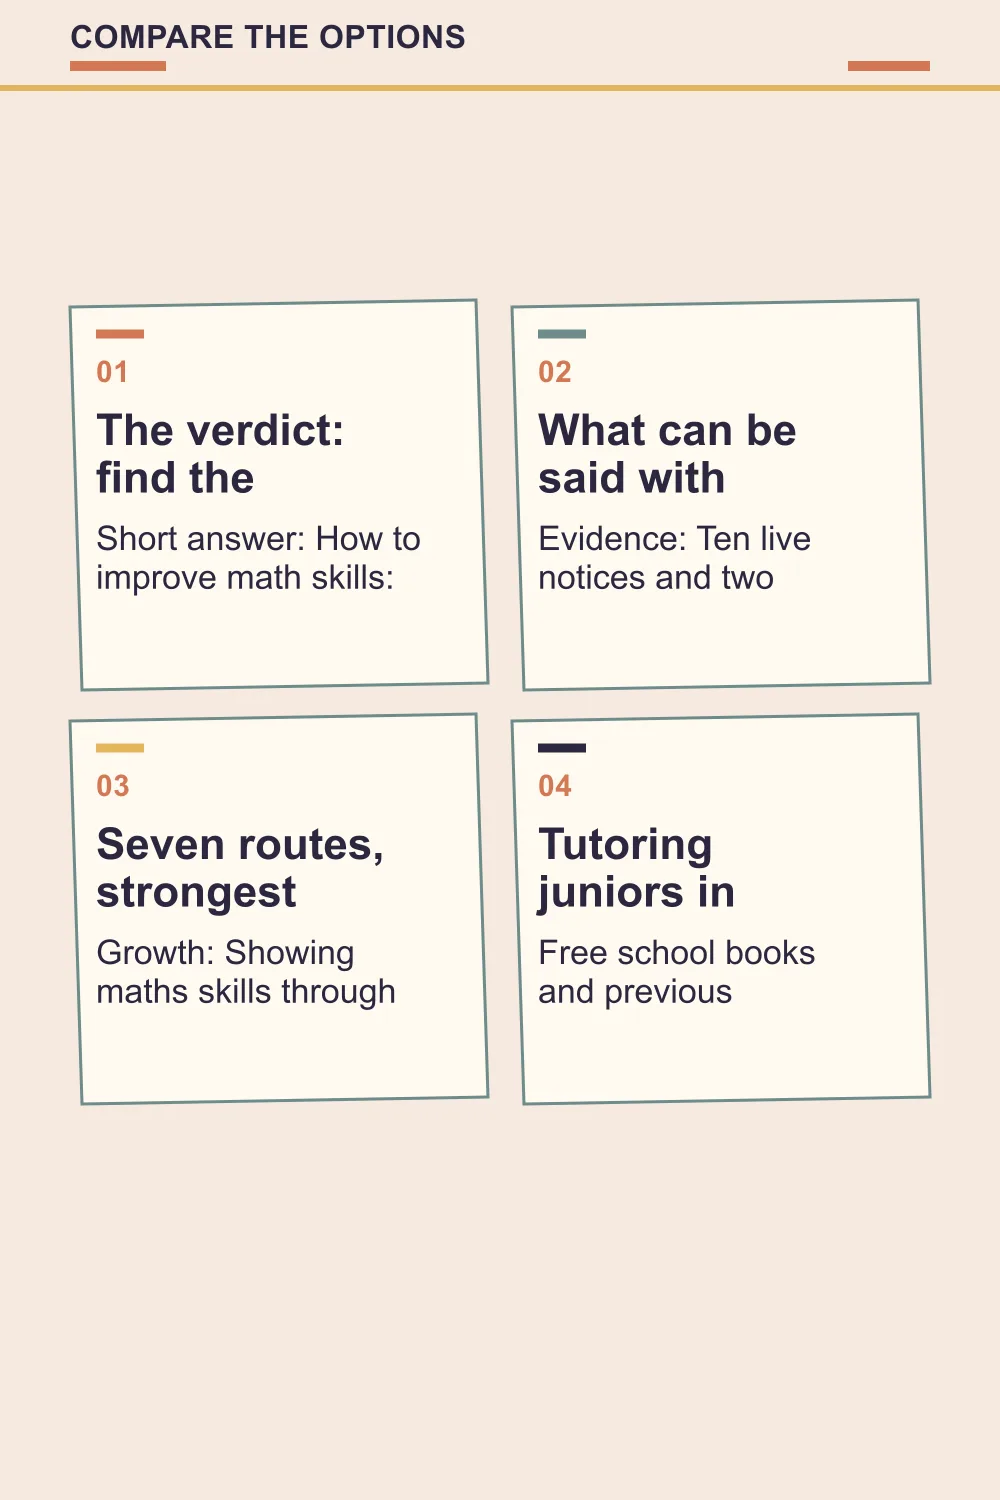 COMPARE THE OPTIONS
01
The verdict:
find the
Short answer: How to
improve math skills:
02
What can be
said with
Evidence: Ten live
notices and two
03
Seven routes,
strongest
Growth: Showing
maths skills through
04
Tutoring
juniors in
Free school books
and previous